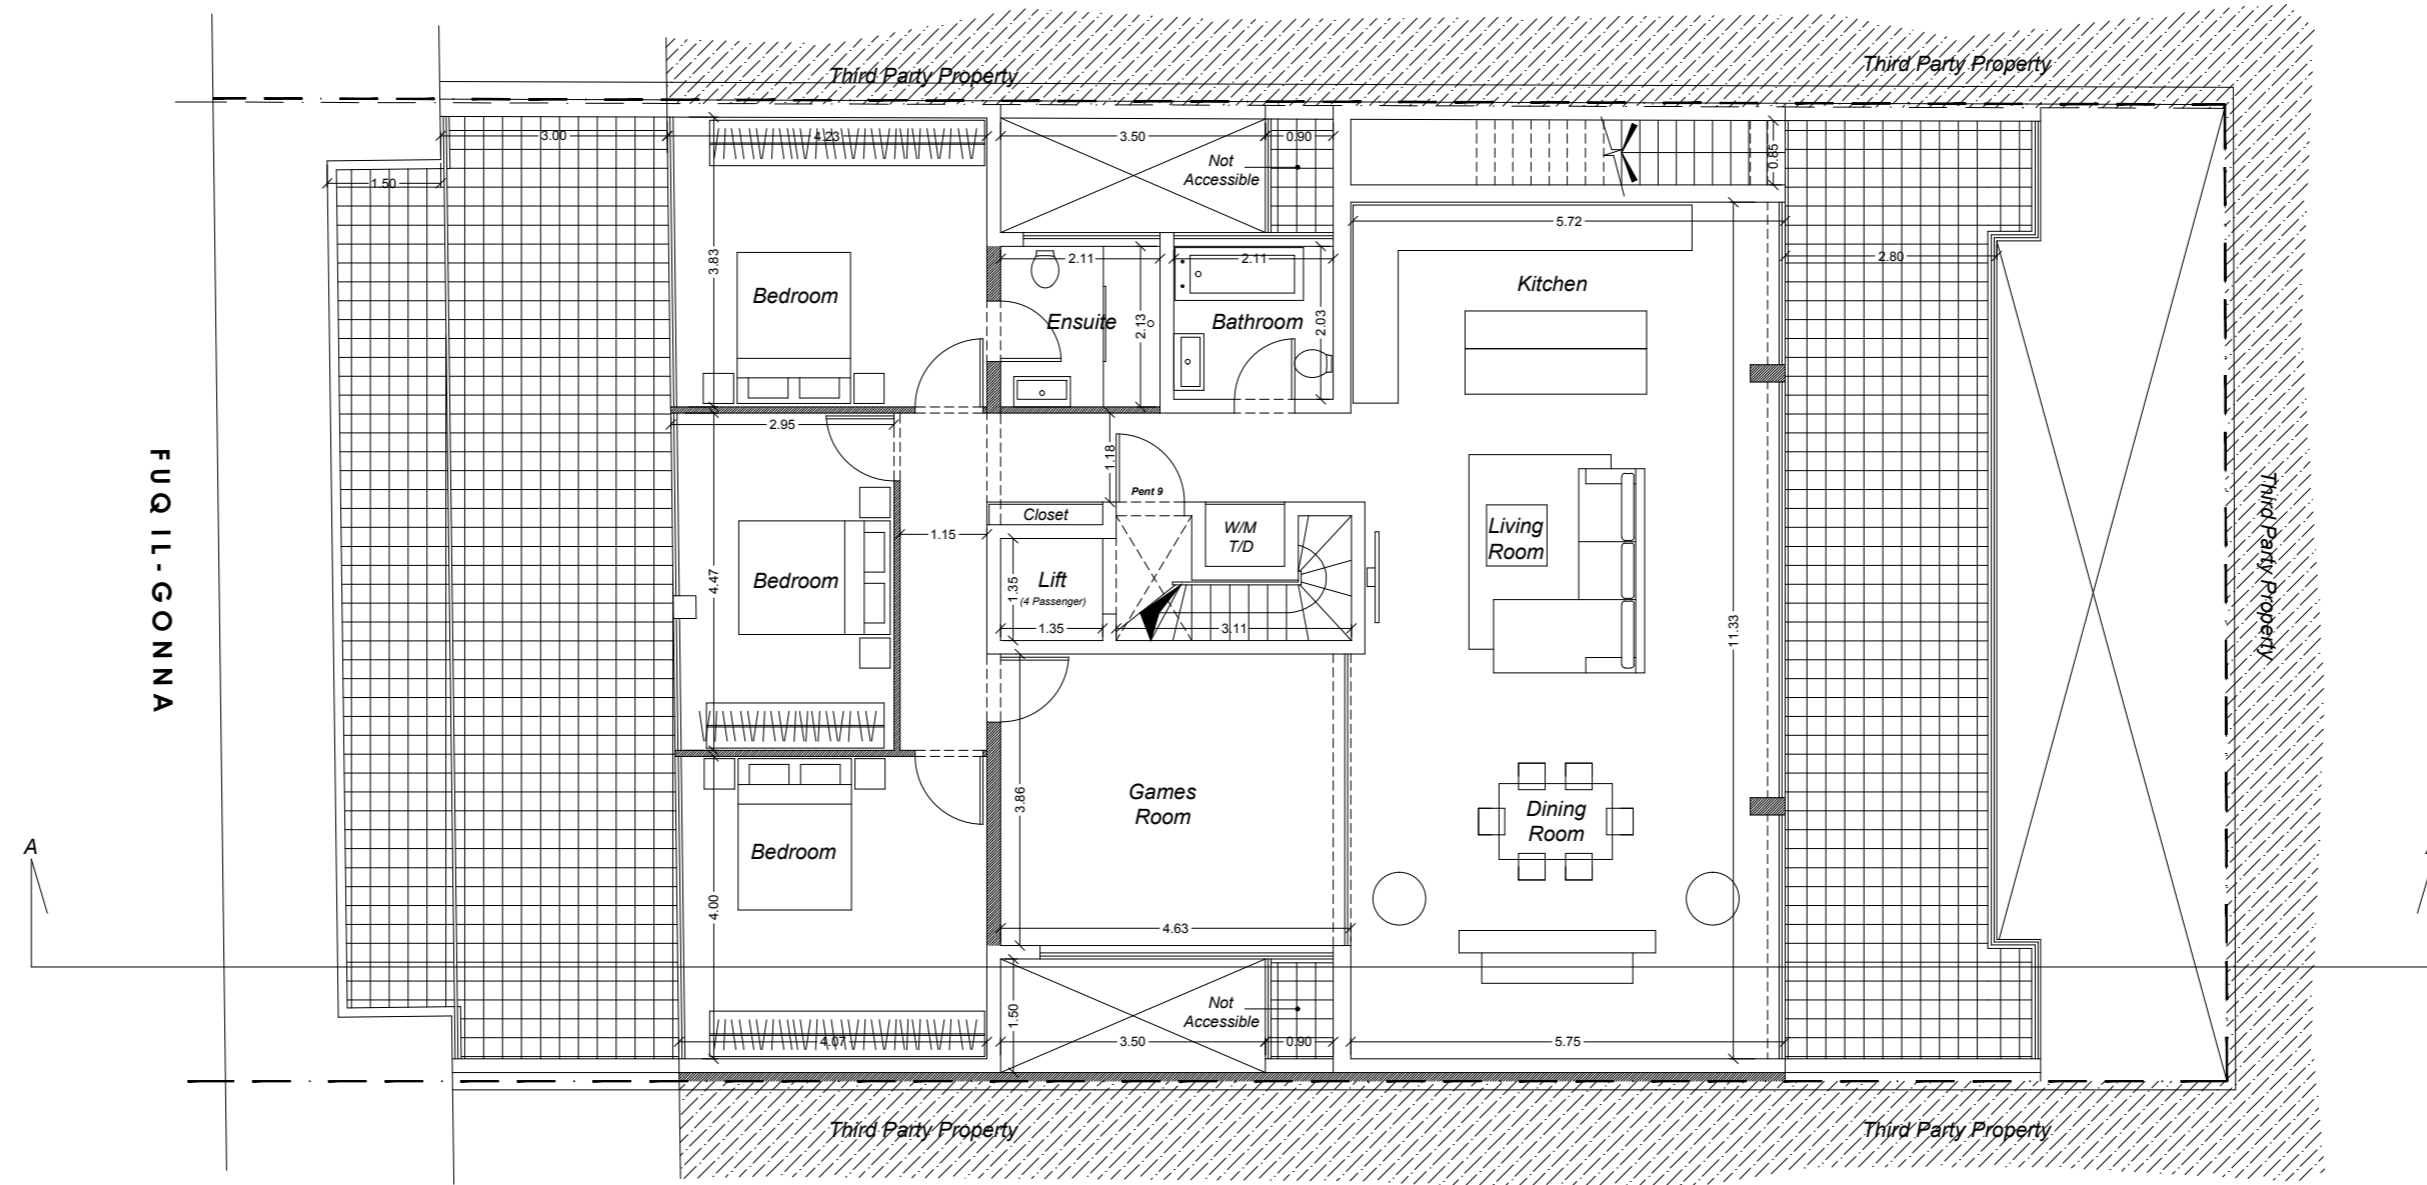 Third Party Property
Third Party Property
3.00
4.23
3.50
0.90
0.85
1.50
Not
Accessible
5.72
3.83
2.11
2.11
2.80
Kitchen
Bedroom
Ensuite
2.13
Bathroom
2.03
2.95
1.18
FUQ IL-GONNA
Pent 9
Closet
W/M
T/D
Living
Room
Third Party Property
1.15
4.47
Bedroom
1.35
Lift
(4 Passenger)
1.35
3.11
11.33
3.86
Games
Room
Dining
Room
A
Bedroom
4.00
4.63
1.50
Not
Accessible
4.07
3.50
0.90
5.75
Third Party Property
Third Party Property